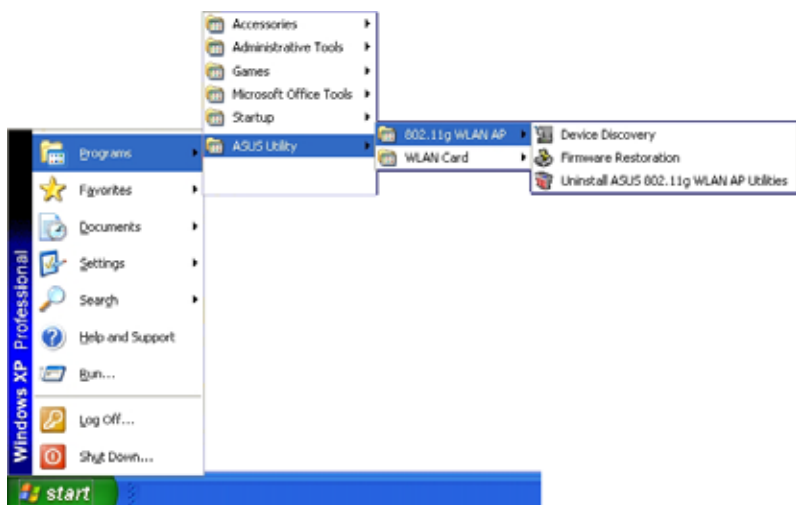 Accessories
Administrative Tools
Games
Microsoft Office Tools
Startup
ASUS Utility
802.11g WLAN AP
WLAN Card
Device Discovery
Firmware Restoration
Uninstall ASUS 802.11g WLAN AP Utilities
Programs
Favorites
Documents
Settings
Search
Help and Support
Run...
Log Off...
Shut Down...
Windows XP Professional
start